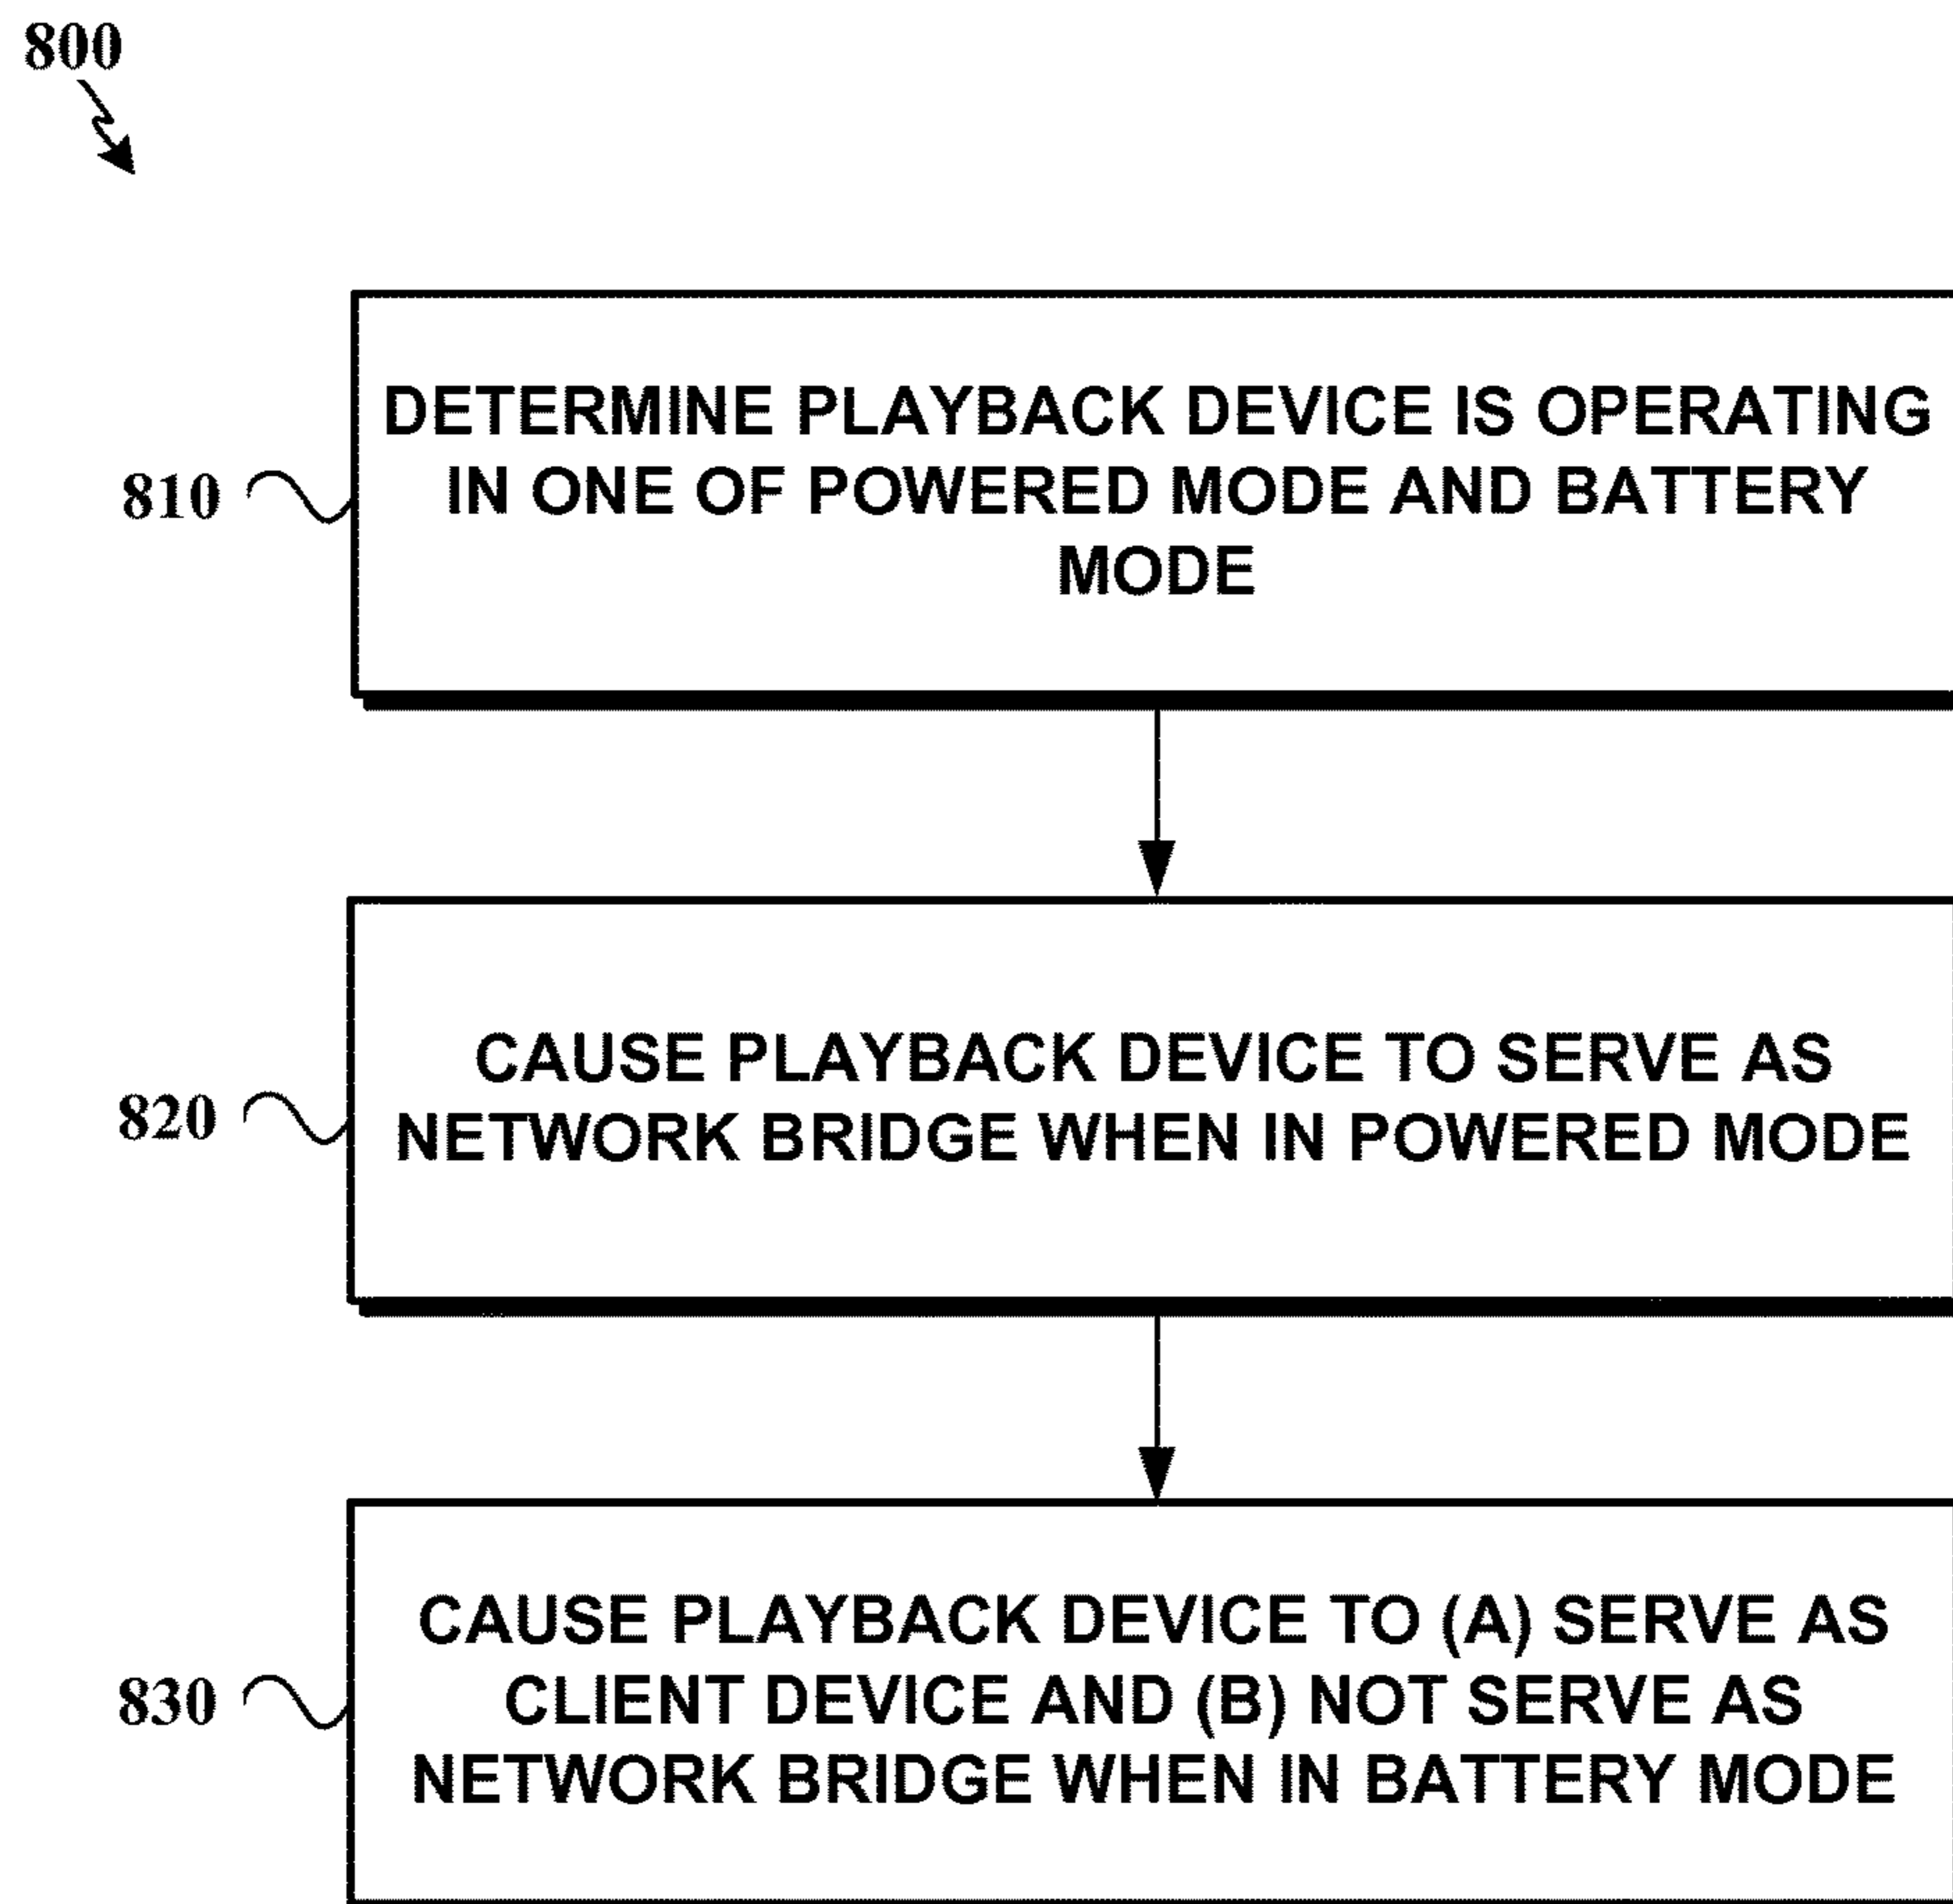 800
DETERMINE PLAYBACK DEVICE IS OPERATING
IN ONE OF POWERED MODE AND BATTERY
MODE
810
CAUSE PLAYBACK DEVICE TO SERVE AS
NETWORK BRIDGE WHEN IN POWERED MODE
820
CAUSE PLAYBACK DEVICE TO (A) SERVE AS
CLIENT DEVICE AND (B) NOT SERVE AS
NETWORK BRIDGE WHEN IN BATTERY MODE
830